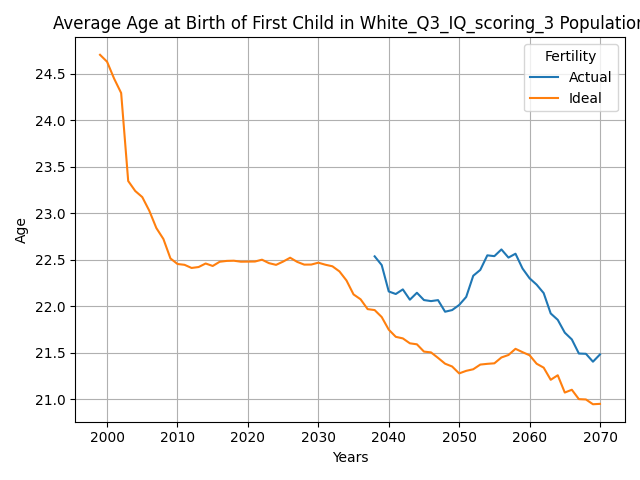 Average Age at Birth of First Child in White_Q3_IQ_scoring_3 Population
Fertility
Actual
Ideal
24.5
24.0
23.5
23.0
22.5
22.0
21.5
21.0
Age
2000 2010 2020 2030 2040 2050 2060 2070
Years